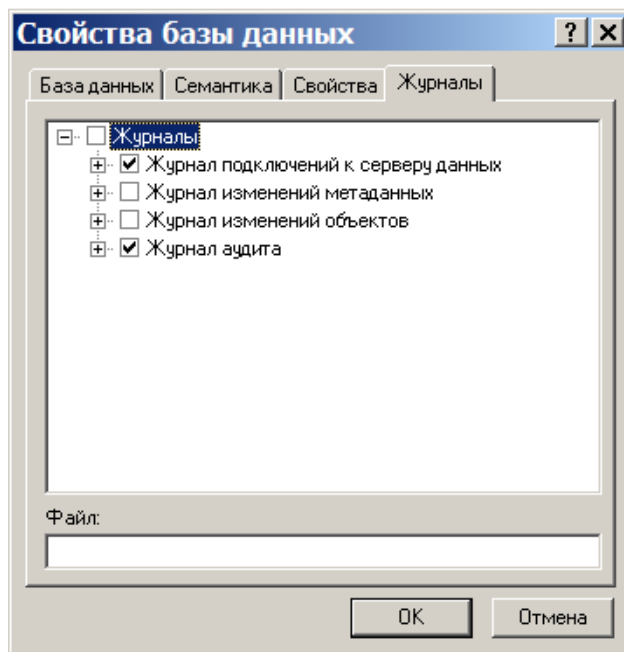 Свойства базы данных
База данных Семантика Свойства Журналы
Журналы
Журнал подключений к серверу данных
Журнал изменений метаданных
Журнал изменений объектов
Журнал аудита
Файл:
OK Отмена